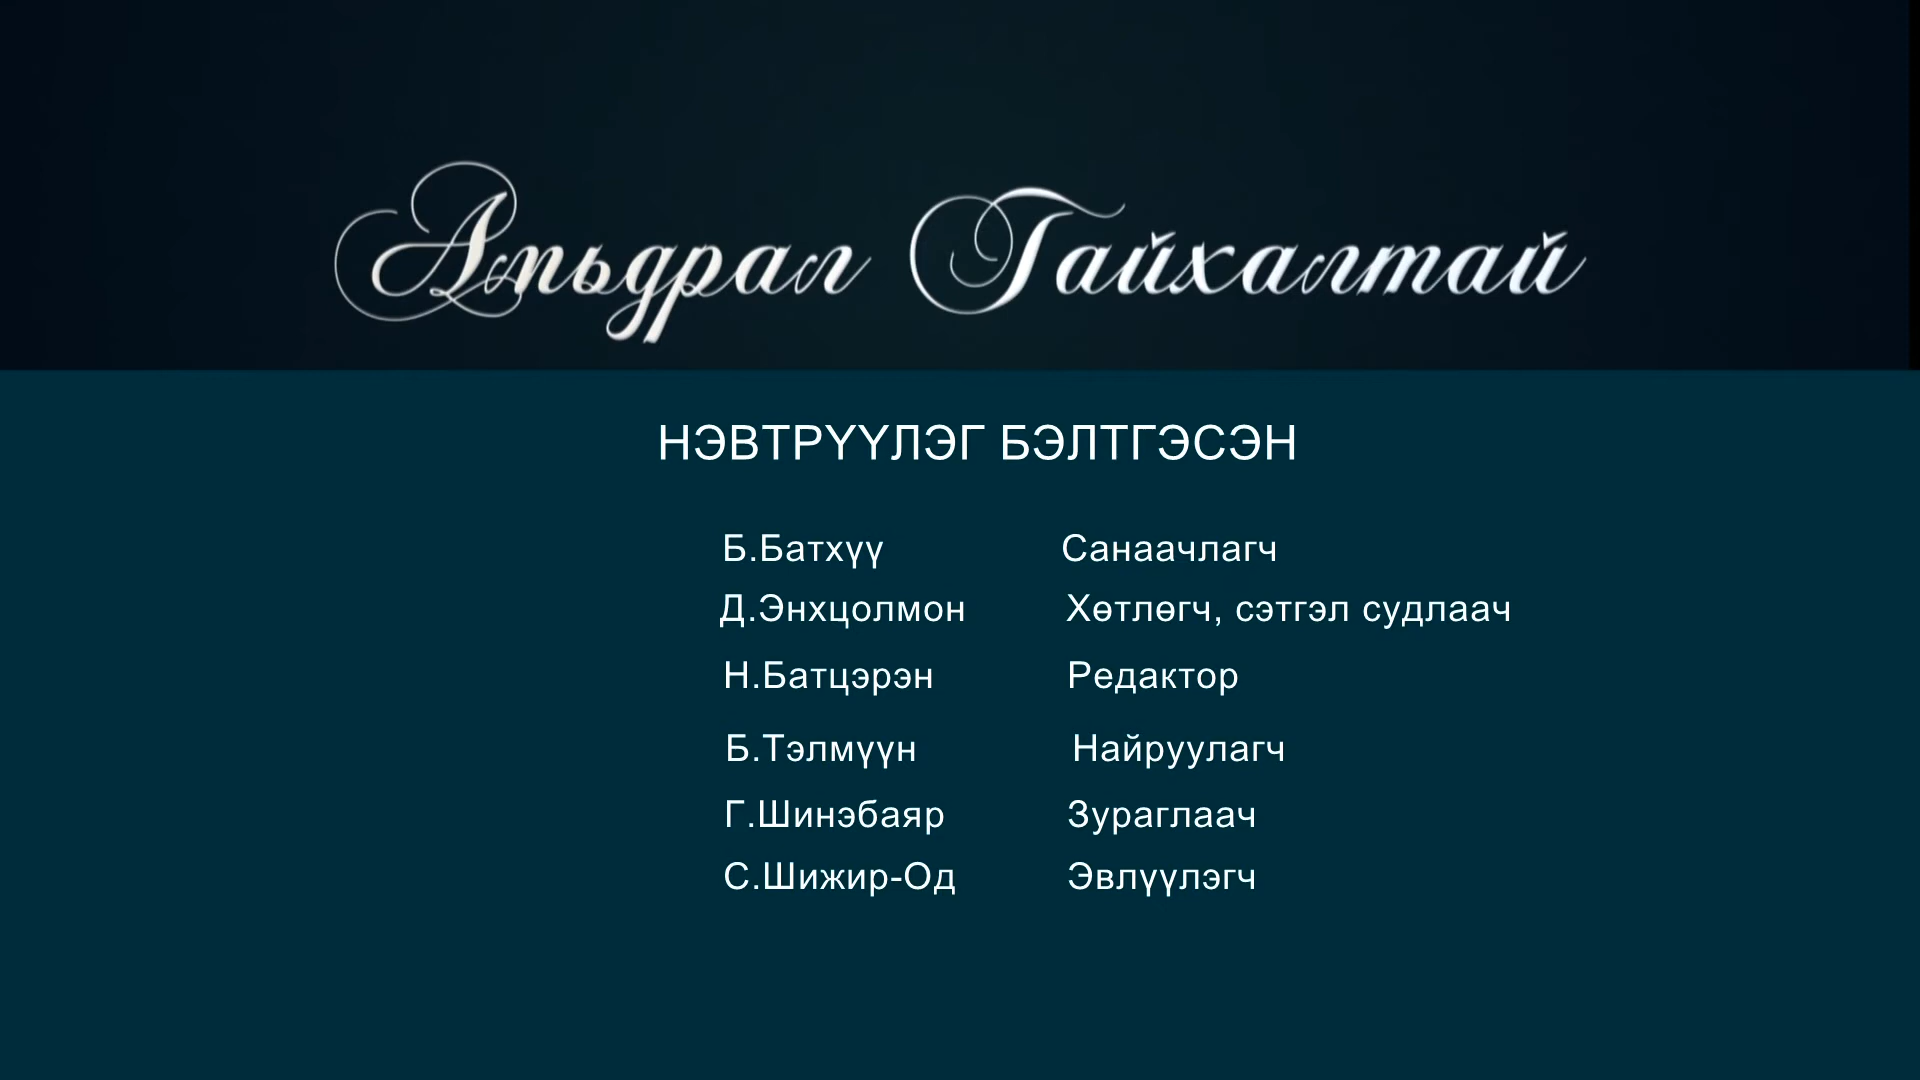 Амьдрал Гайхалтай
НЭВТРҮҮЛЭГ БЭЛТГЭСЭН
Б.Батхүү Санаачлагч
Д.Энхцолмон Хөтлөгч, сэтгэл судлаач
Н.Батцэрэн Редактор
Б.Тэлмүүн Найруулагч
Г.Шинэбаяр Зураглаач
С.Шижир-Од Эвлүүлэгч